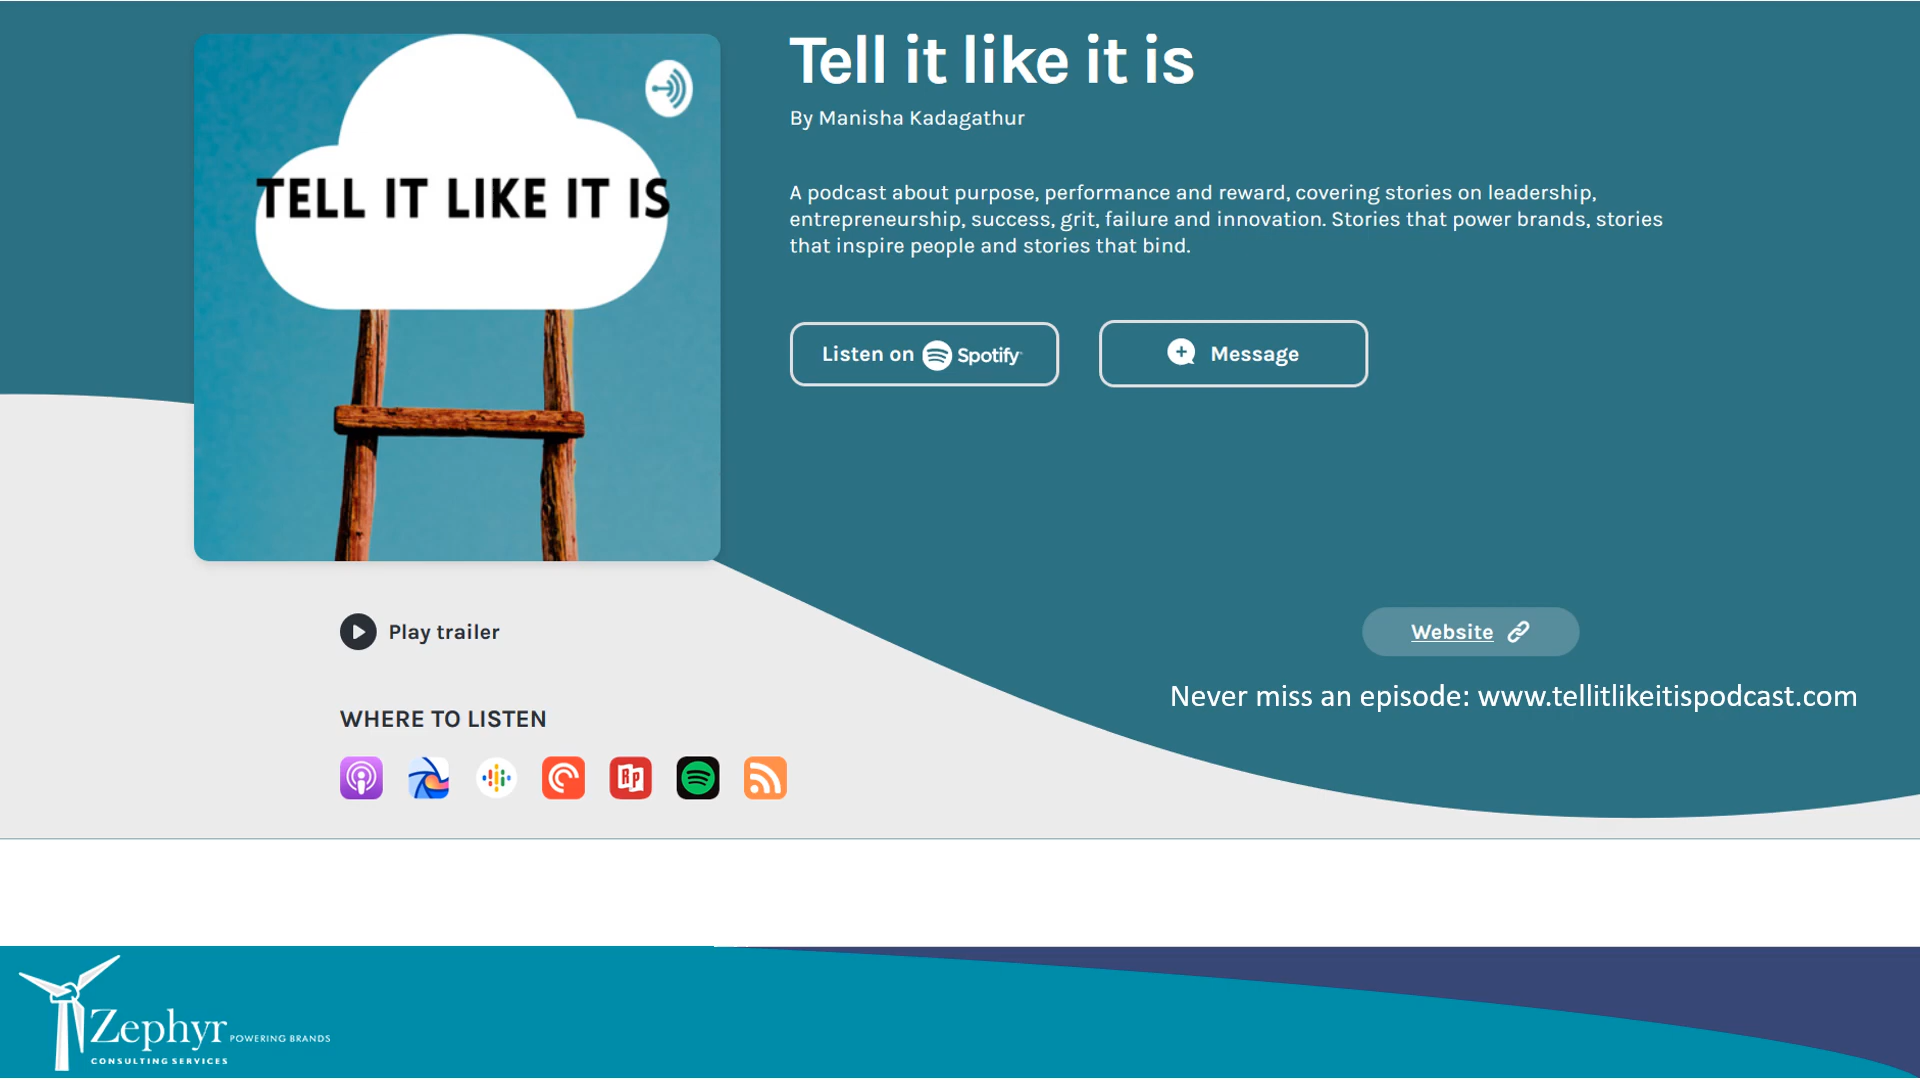 TELL IT LIKE IT IS
Tell it like it is
By Manisha Kadagathur
A podcast about purpose, performance and reward, covering stories on leadership,
entrepreneurship, success, grit, failure and innovation. Stories that power brands, stories
that inspire people and stories that bind.
Listen on Spotify
Message
Play trailer
Website
Never miss an episode: www.tellitlikeitispodcast.com
WHERE TO LISTEN
Rp
Zephyr POWERING BRANDS
CONSULTING SERVICES